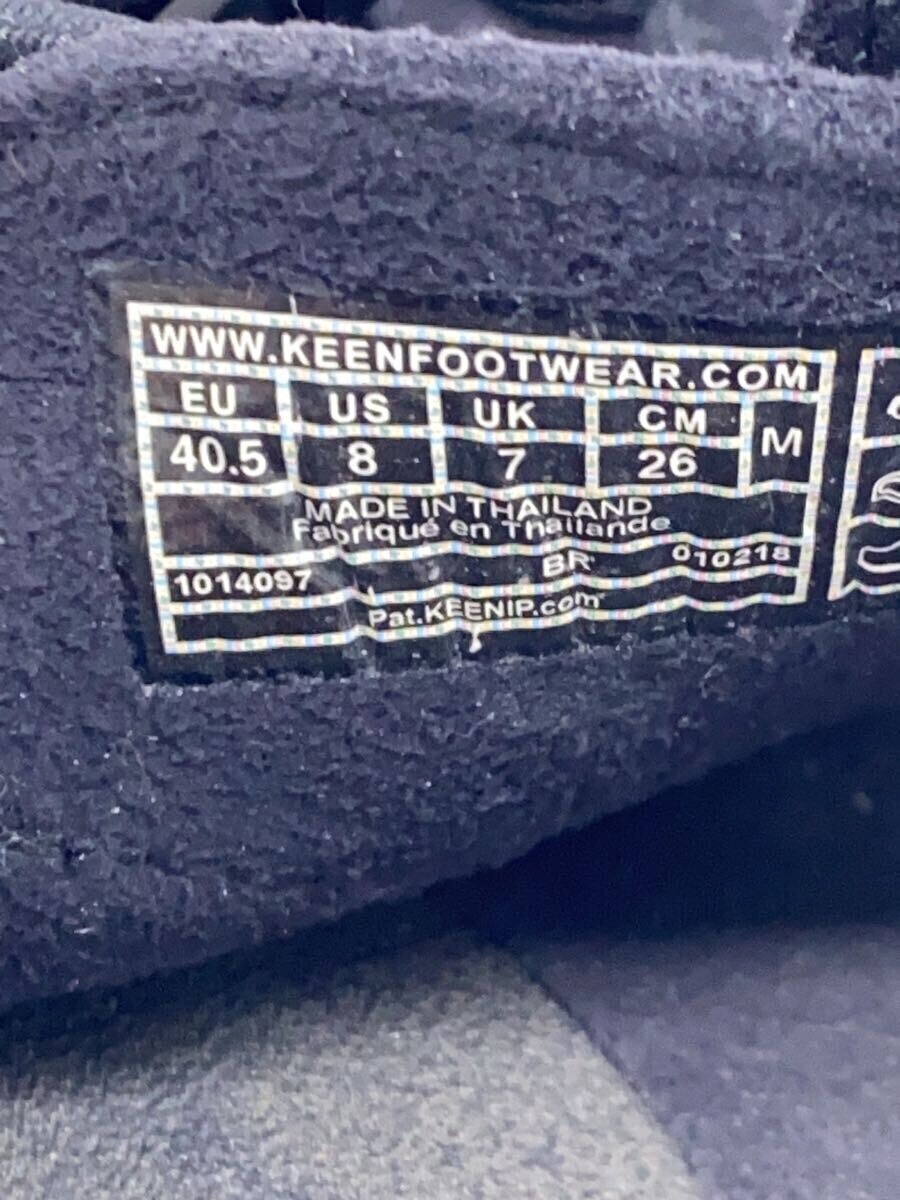 WWW.KEENFOOTWEAR.COM
EU US UK CM M
40.5 8 7 26
MADE IN THAILAND
Fabriqué en Thaïlande
1014097 BR 010218
Pat.KEENIP.com